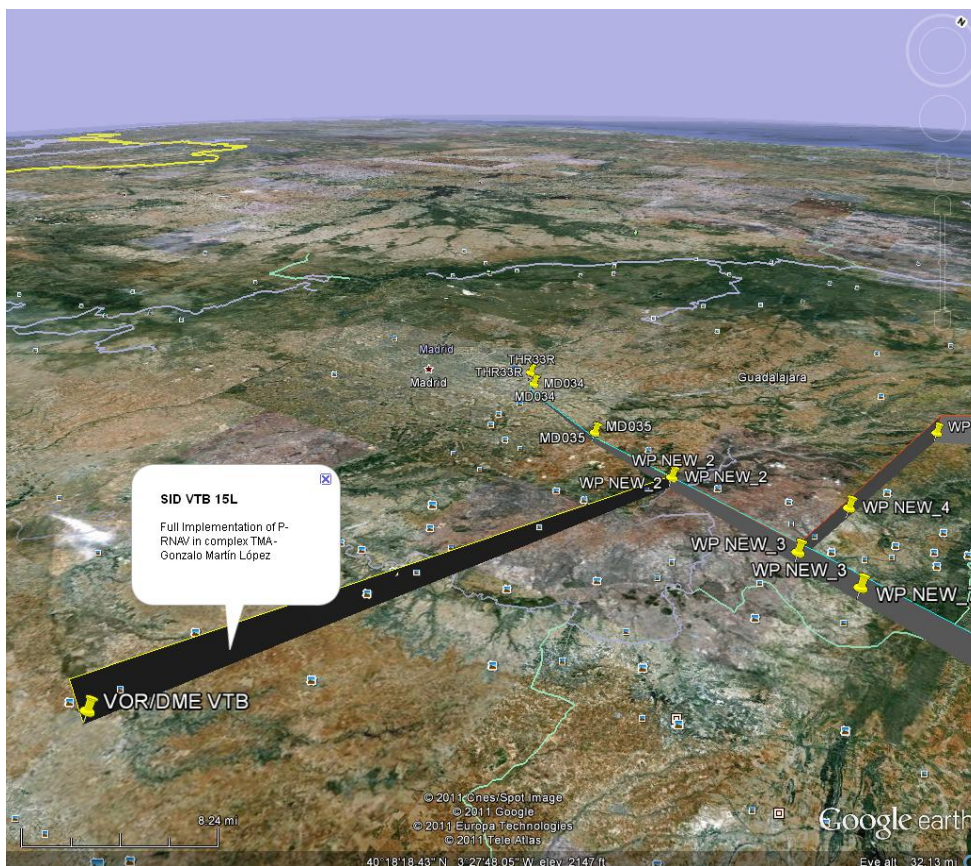 N
Madrid
Madrid
THR33R
THR33R
MD034
MD034
Guadalajara
MD035
MD035
WP NEW_2
WP NEW_2
WP NEW_2
WP
WP NEW_4
WP NEW_3
WP NEW_3
WP NEW_
SID VTB 15L
Full Implementation of P-
RNAV in complex TMA-
Gonzalo Martín López
VOR/DME VTB
© 2011 Cnes/Spot Image
© 2011 Google
© 2011 Europa Technologies
© 2011 Tele Atlas
8.24 mi
Google earth
40°18'18.43" N 3°27'48.05" W elev 2147 ft
Eye alt 32.13 mi